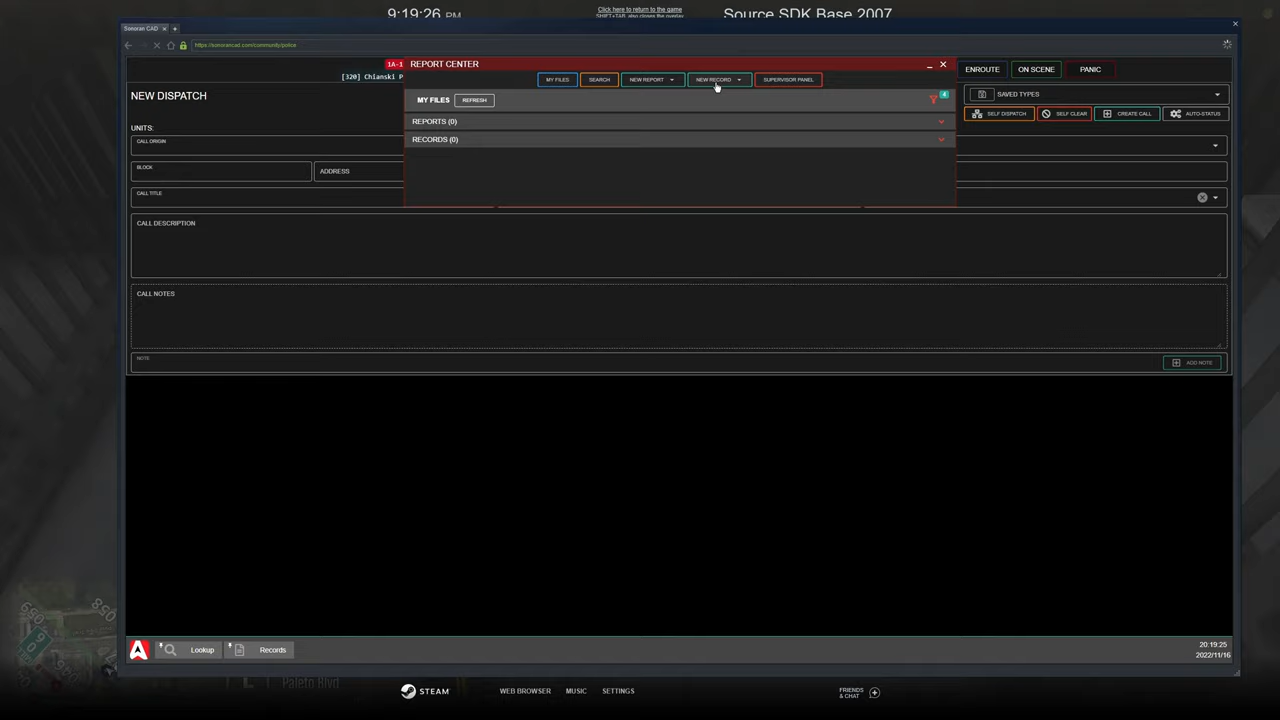 9:19:26 PM
Click here to return to the game
SHIFT+TAB also closes the overlay
Source SDK Base 2007
Sonoran CAD
https://sonorancad.com/community/police
1A-1
REPORT CENTER
ENROUTE
ON SCENE
PANIC
[320] Chianski P
MY FILES
SEARCH
NEW REPORT
NEW RECORD
SUPERVISOR PANEL
NEW DISPATCH
MY FILES
REFRESH
4
SAVED TYPES
SELF DISPATCH
SELF CLEAR
CREATE CALL
AUTO-STATUS
REPORTS (0)
UNITS:
RECORDS (0)
CALL ORIGIN
BLOCK
ADDRESS
CALL TITLE
CALL DESCRIPTION
CALL NOTES
NOTE
ADD NOTE
Lookup
Records
20:19:25
2022/11/16
Paleto Blvd
STEAM
WEB BROWSER
MUSIC
SETTINGS
FRIENDS
& CHAT